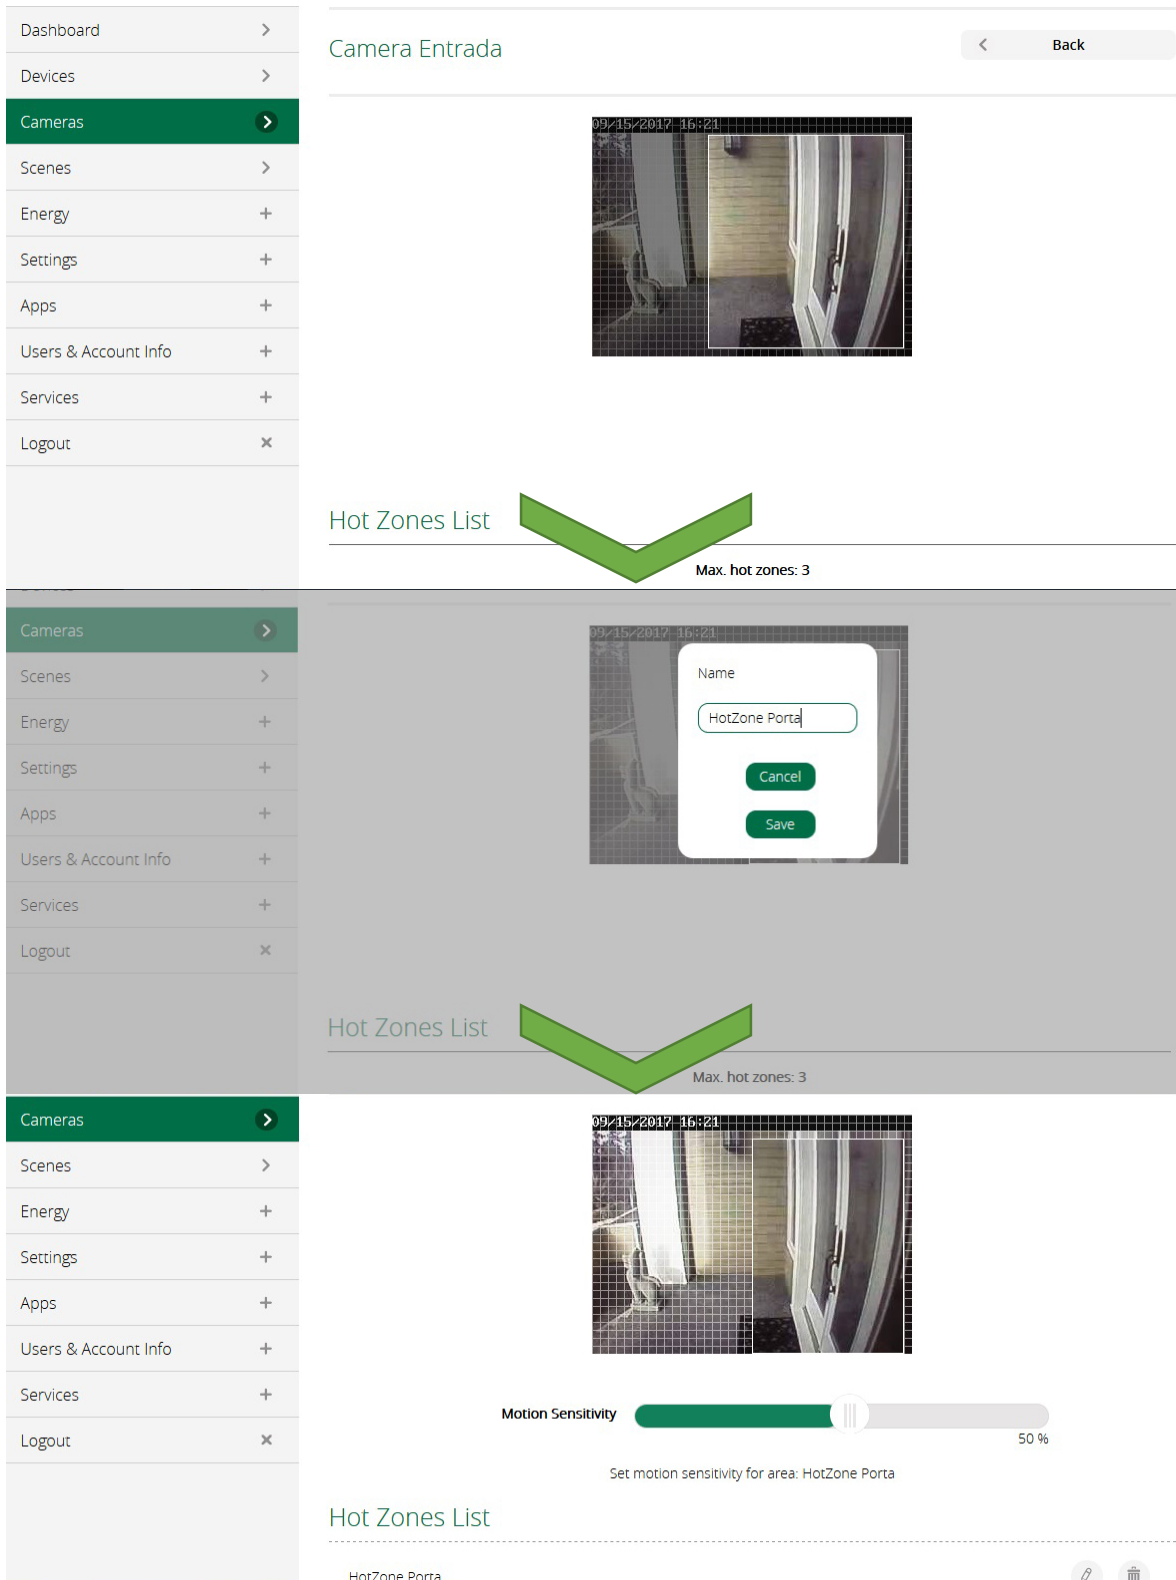 Dashboard
Devices
Cameras
Scenes
Energy
Settings
Apps
Users & Account Info
Services
Logout
Camera Entrada
Back
09/15/2017 16:21
Hot Zones List
Max. hot zones: 3
Cameras
Scenes
Energy
Settings
Apps
Users & Account Info
Services
Logout
09/15/2017 16:21
Name
HotZone Porta
Cancel
Save
Hot Zones List
Max. hot zones: 3
Cameras
Scenes
Energy
Settings
Apps
Users & Account Info
Services
Logout
09/15/2017 16:21
Motion Sensitivity
50 %
Set motion sensitivity for area: HotZone Porta
Hot Zones List
HotZone Porta